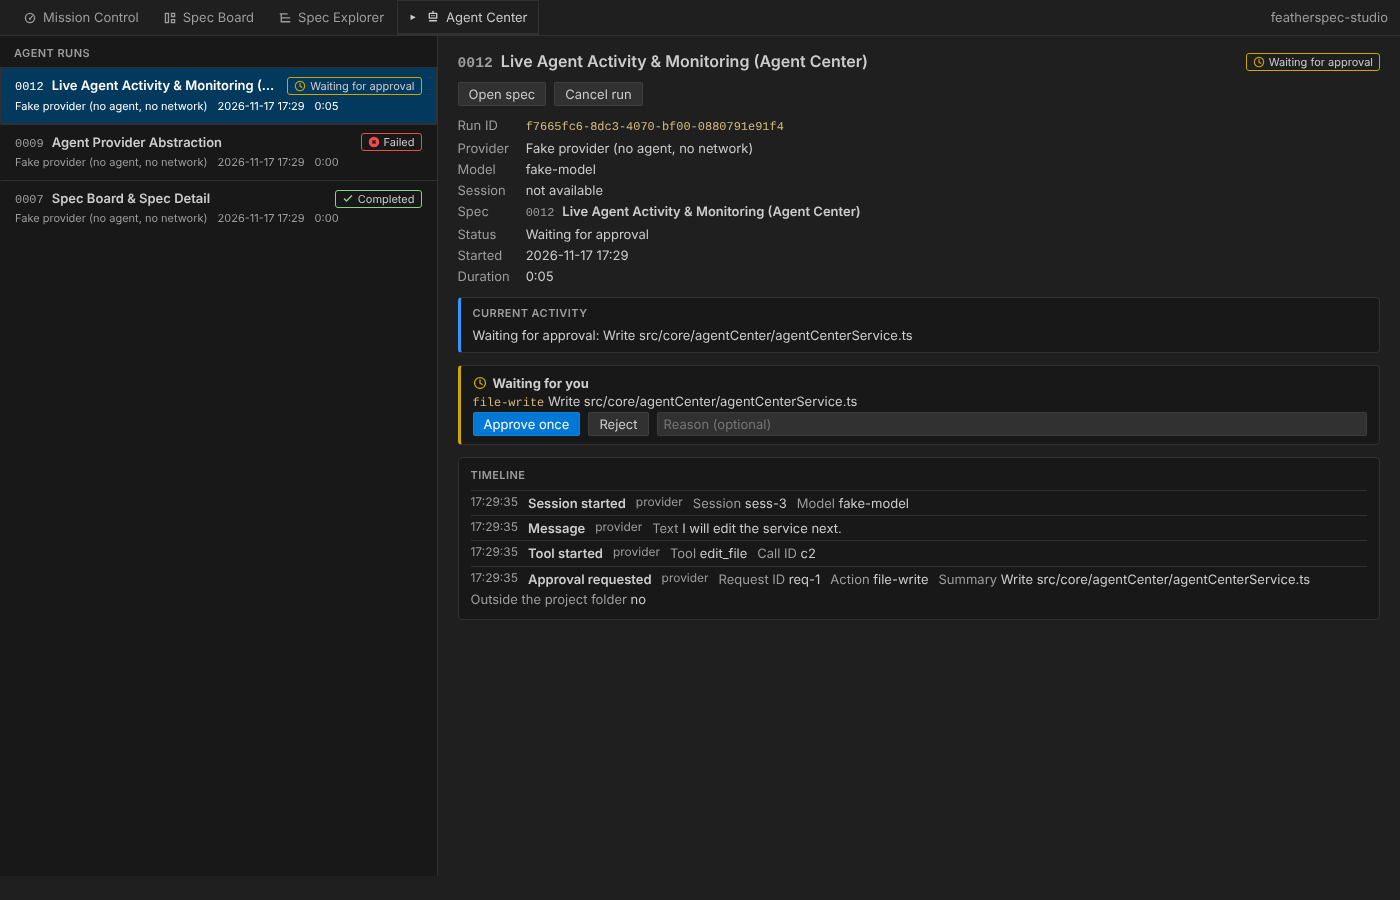 Mission Control Spec Board Spec Explorer Agent Center featherspec-studio
AGENT RUNS
0012 Live Agent Activity & Monitoring (... Waiting for approval
Fake provider (no agent, no network) 2026-11-17 17:29 0:05
0009 Agent Provider Abstraction Failed
Fake provider (no agent, no network) 2026-11-17 17:29 0:00
0007 Spec Board & Spec Detail Completed
Fake provider (no agent, no network) 2026-11-17 17:29 0:00
0012 Live Agent Activity & Monitoring (Agent Center) Waiting for approval
Open spec Cancel run
Run ID f7665fc6-8dc3-4070-bf00-0880791e91f4
Provider Fake provider (no agent, no network)
Model fake-model
Session not available
Spec 0012 Live Agent Activity & Monitoring (Agent Center)
Status Waiting for approval
Started 2026-11-17 17:29
Duration 0:05
CURRENT ACTIVITY
Waiting for approval: Write src/core/agentCenter/agentCenterService.ts
Waiting for you
file-write Write src/core/agentCenter/agentCenterService.ts
Approve once Reject Reason (optional)
TIMELINE
17:29:35 Session started provider Session sess-3 Model fake-model
17:29:35 Message provider Text I will edit the service next.
17:29:35 Tool started provider Tool edit_file Call ID c2
17:29:35 Approval requested provider Request ID req-1 Action file-write Summary Write src/core/agentCenter/agentCenterService.ts
Outside the project folder no